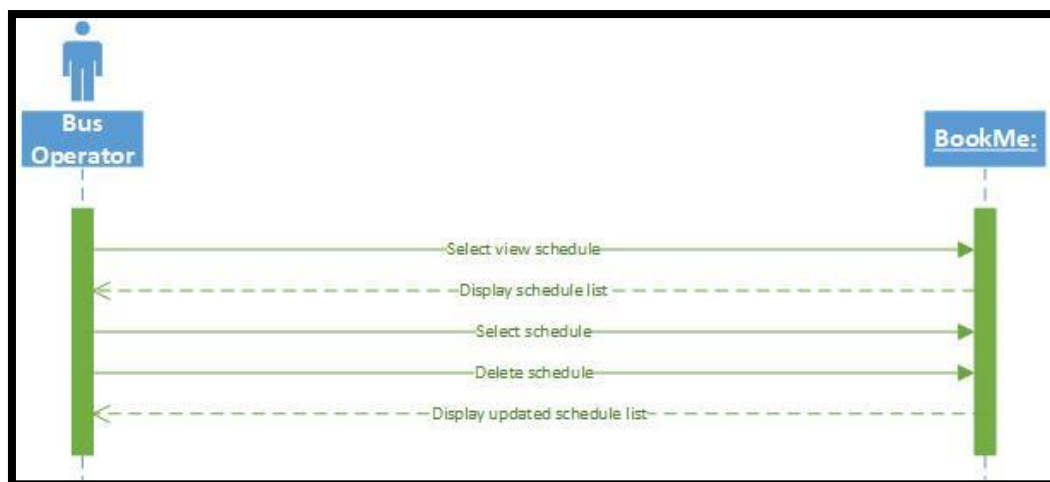 Bus
Operator
BookMe:
Select view schedule
Display schedule list
Select schedule
Delete schedule
Display updated schedule list